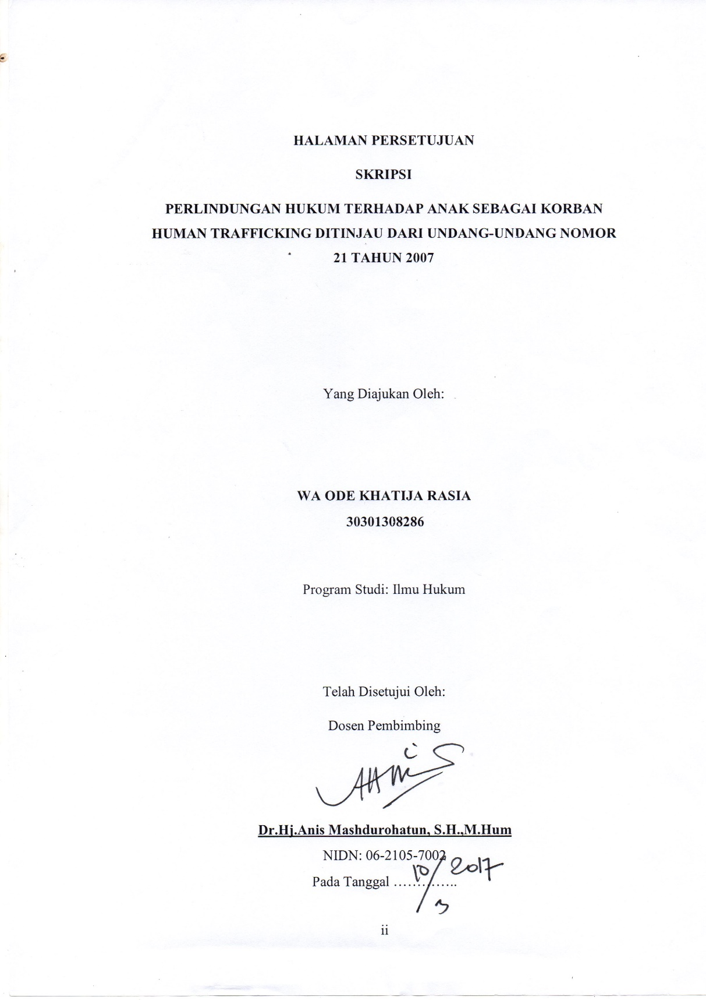 HALAMAN PERSETUJUAN
SKRIPSI
PERLINDUNGAN HUKUM TERHADAP ANAK SEBAGAI KORBAN
HUMAN TRAFFICKING DITINJAU DARI UNDANG-UNDANG NOMOR
21 TAHUN 2007
Yang Diajukan Oleh:
WA ODE KHATIJA RASIA
30301308286
Program Studi: Ilmu Hukum
Telah Disetujui Oleh:
Dosen Pembimbing
Dr.Hj.Anis Mashdurohatun, S.H.,M.Hum
NIDN: 06-2105-7002
Pada Tanggal ………….. 10/3 2017
ii